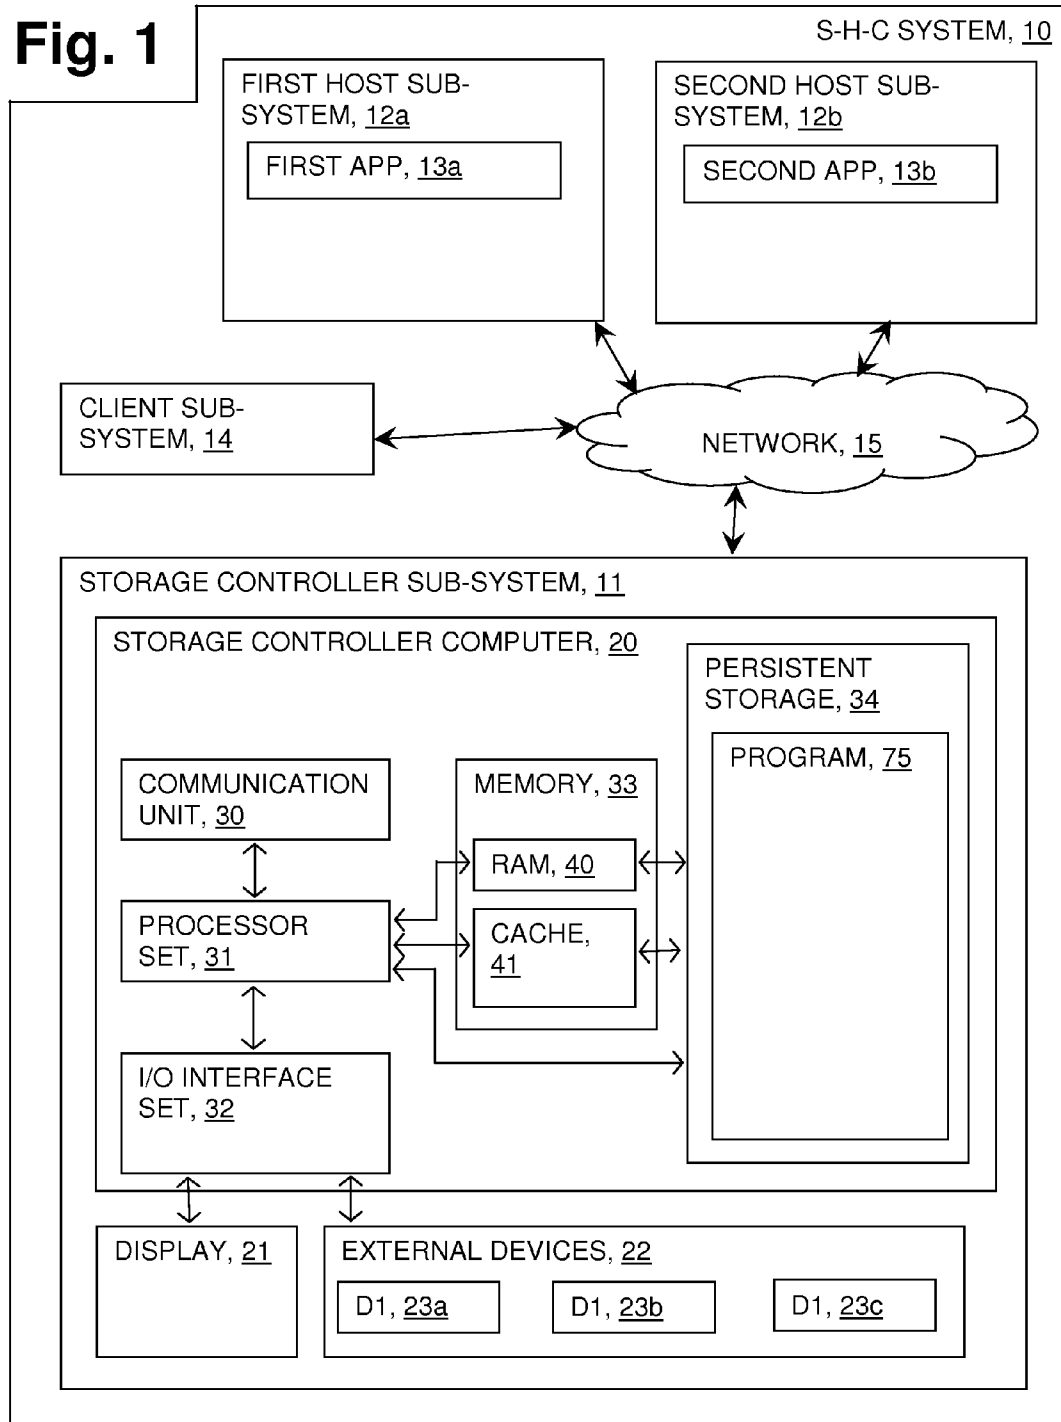 Fig. 1
S-H-C SYSTEM, 10
FIRST HOST SUB-
SYSTEM, 12a
FIRST APP, 13a
SECOND HOST SUB-
SYSTEM, 12b
SECOND APP, 13b
CLIENT SUB-
SYSTEM, 14
NETWORK, 15
STORAGE CONTROLLER SUB-SYSTEM, 11
STORAGE CONTROLLER COMPUTER, 20
PERSISTENT
STORAGE, 34
PROGRAM, 75
COMMUNICATION
UNIT, 30
MEMORY, 33
RAM, 40
PROCESSOR
SET, 31
CACHE,
41
I/O INTERFACE
SET, 32
DISPLAY, 21
EXTERNAL DEVICES, 22
D1, 23a
D1, 23b
D1, 23c